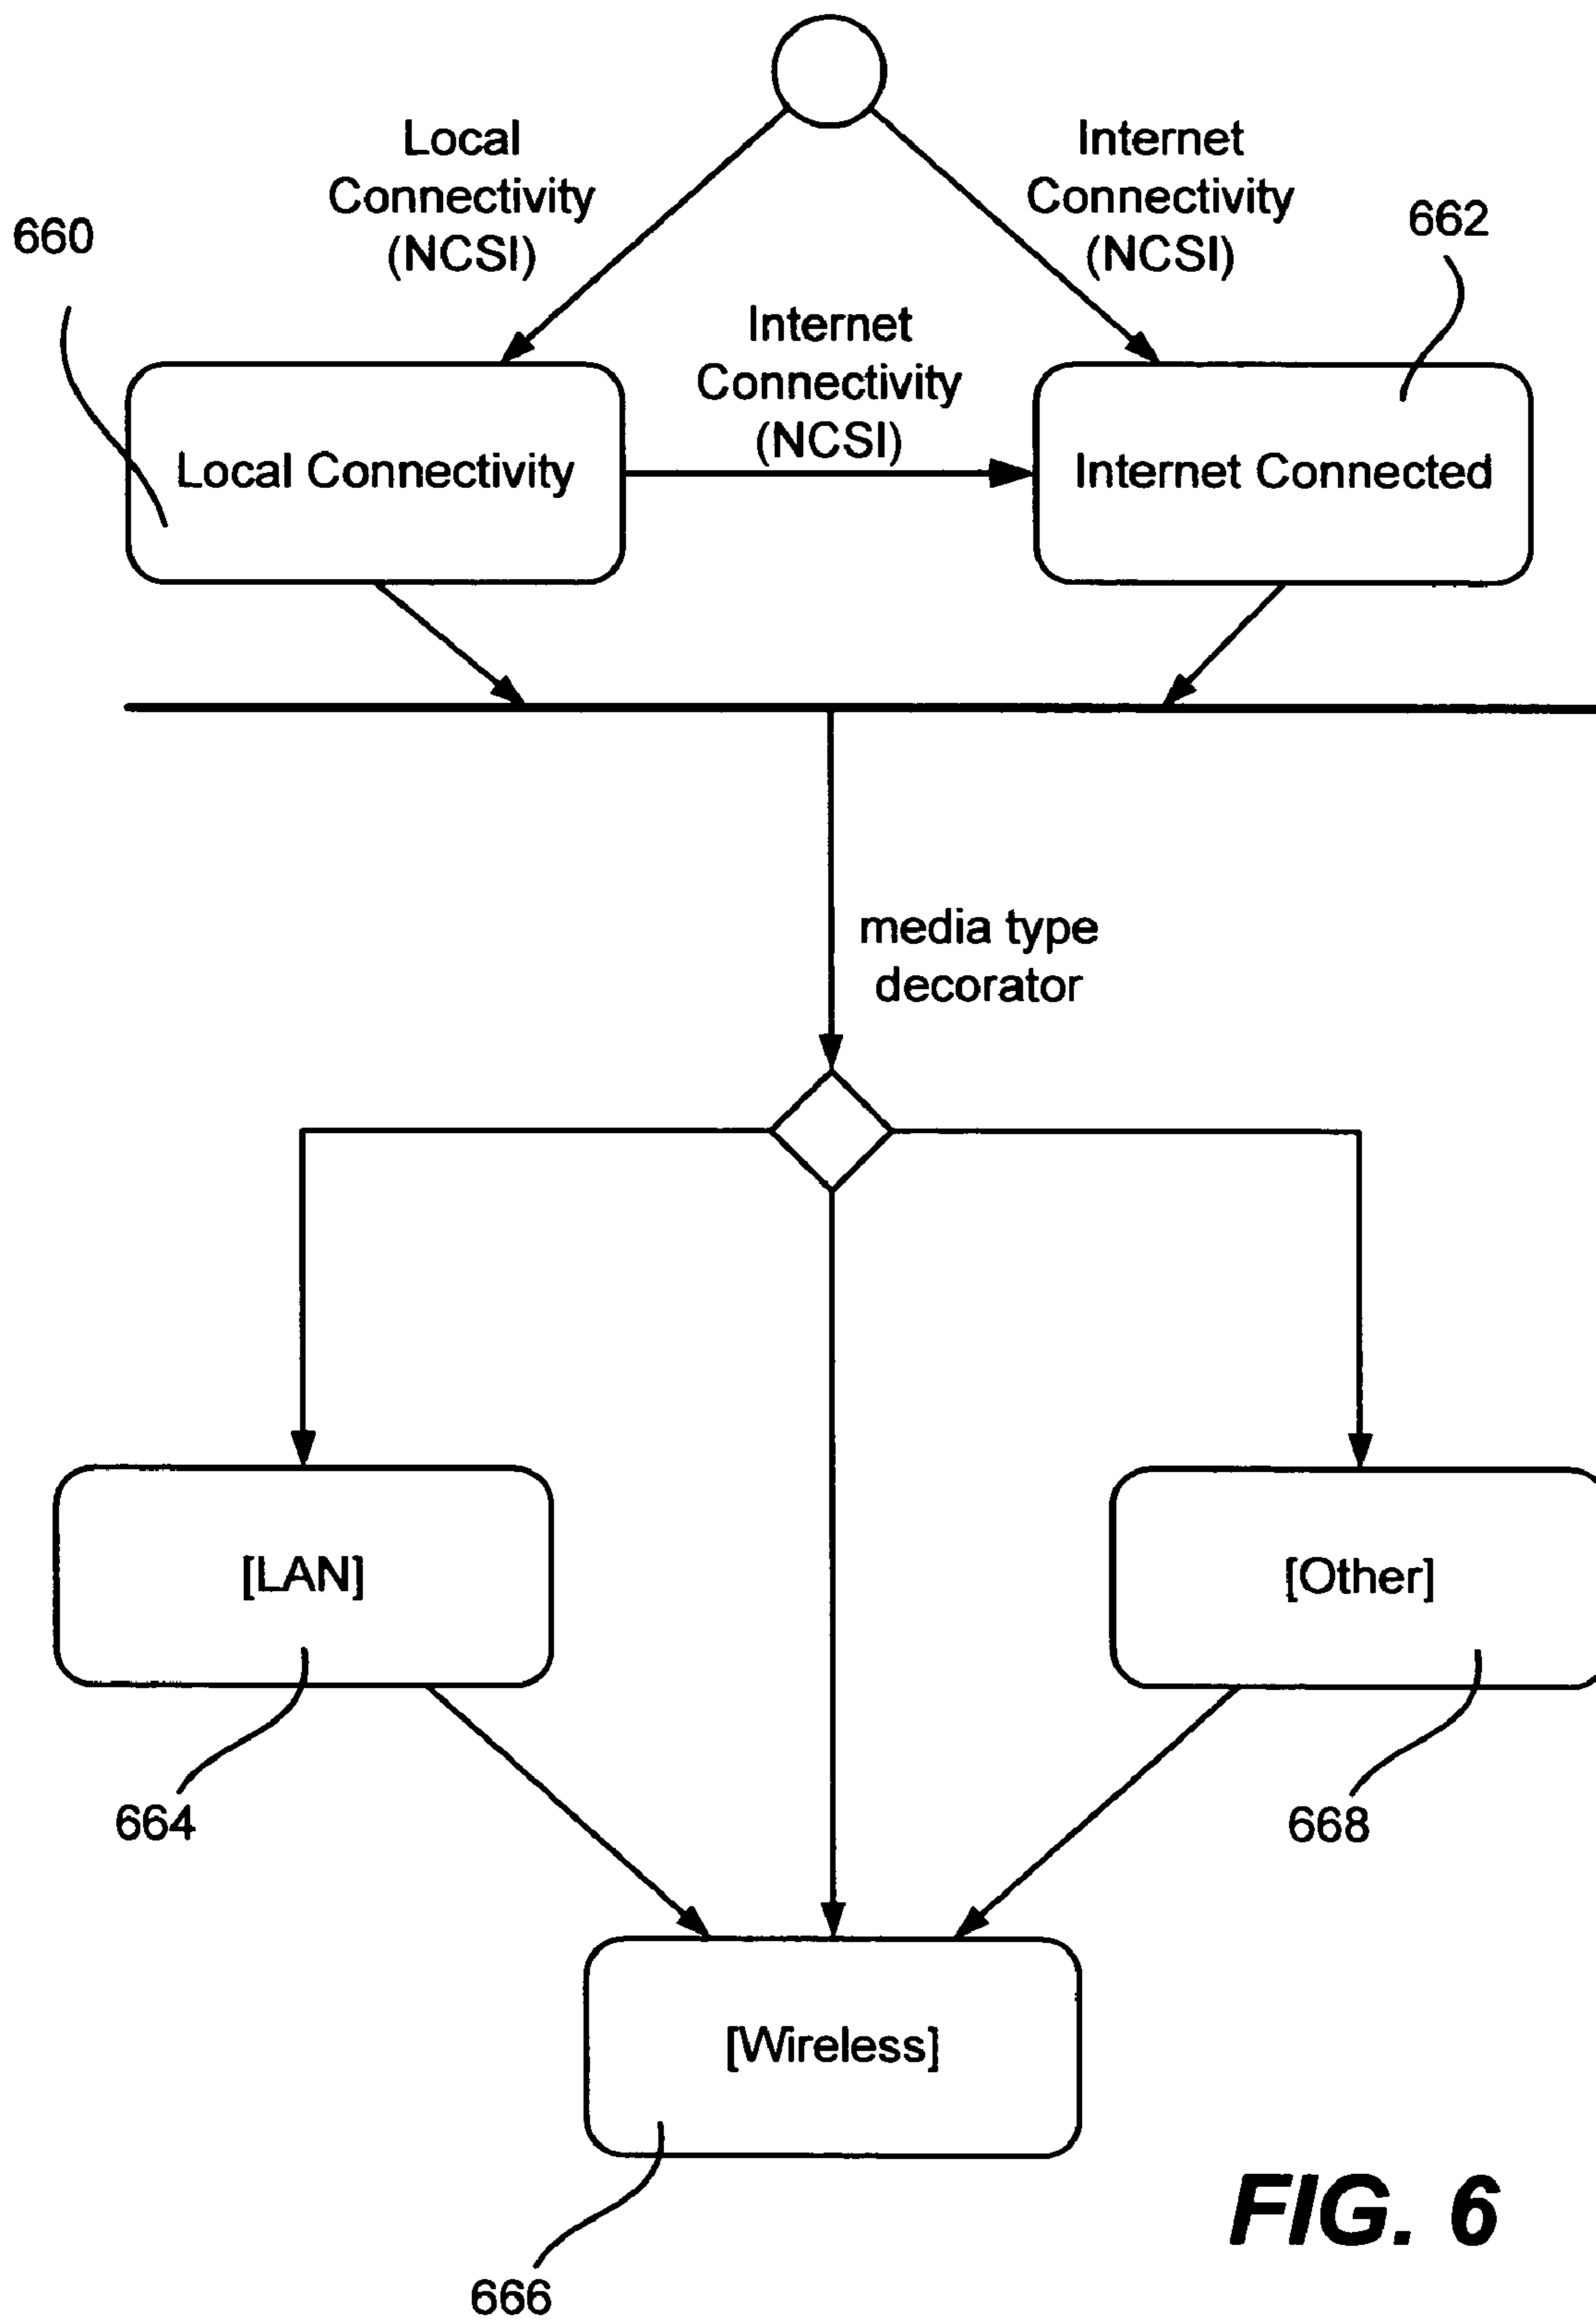 Local
Connectivity
(NCSI)
Internet
Connectivity
(NCSI)
660
662
Internet
Connectivity
(NCSI)
Local Connectivity
Internet Connected
media type
decorator
[LAN]
[Other]
664
668
[Wireless]
666
FIG. 6